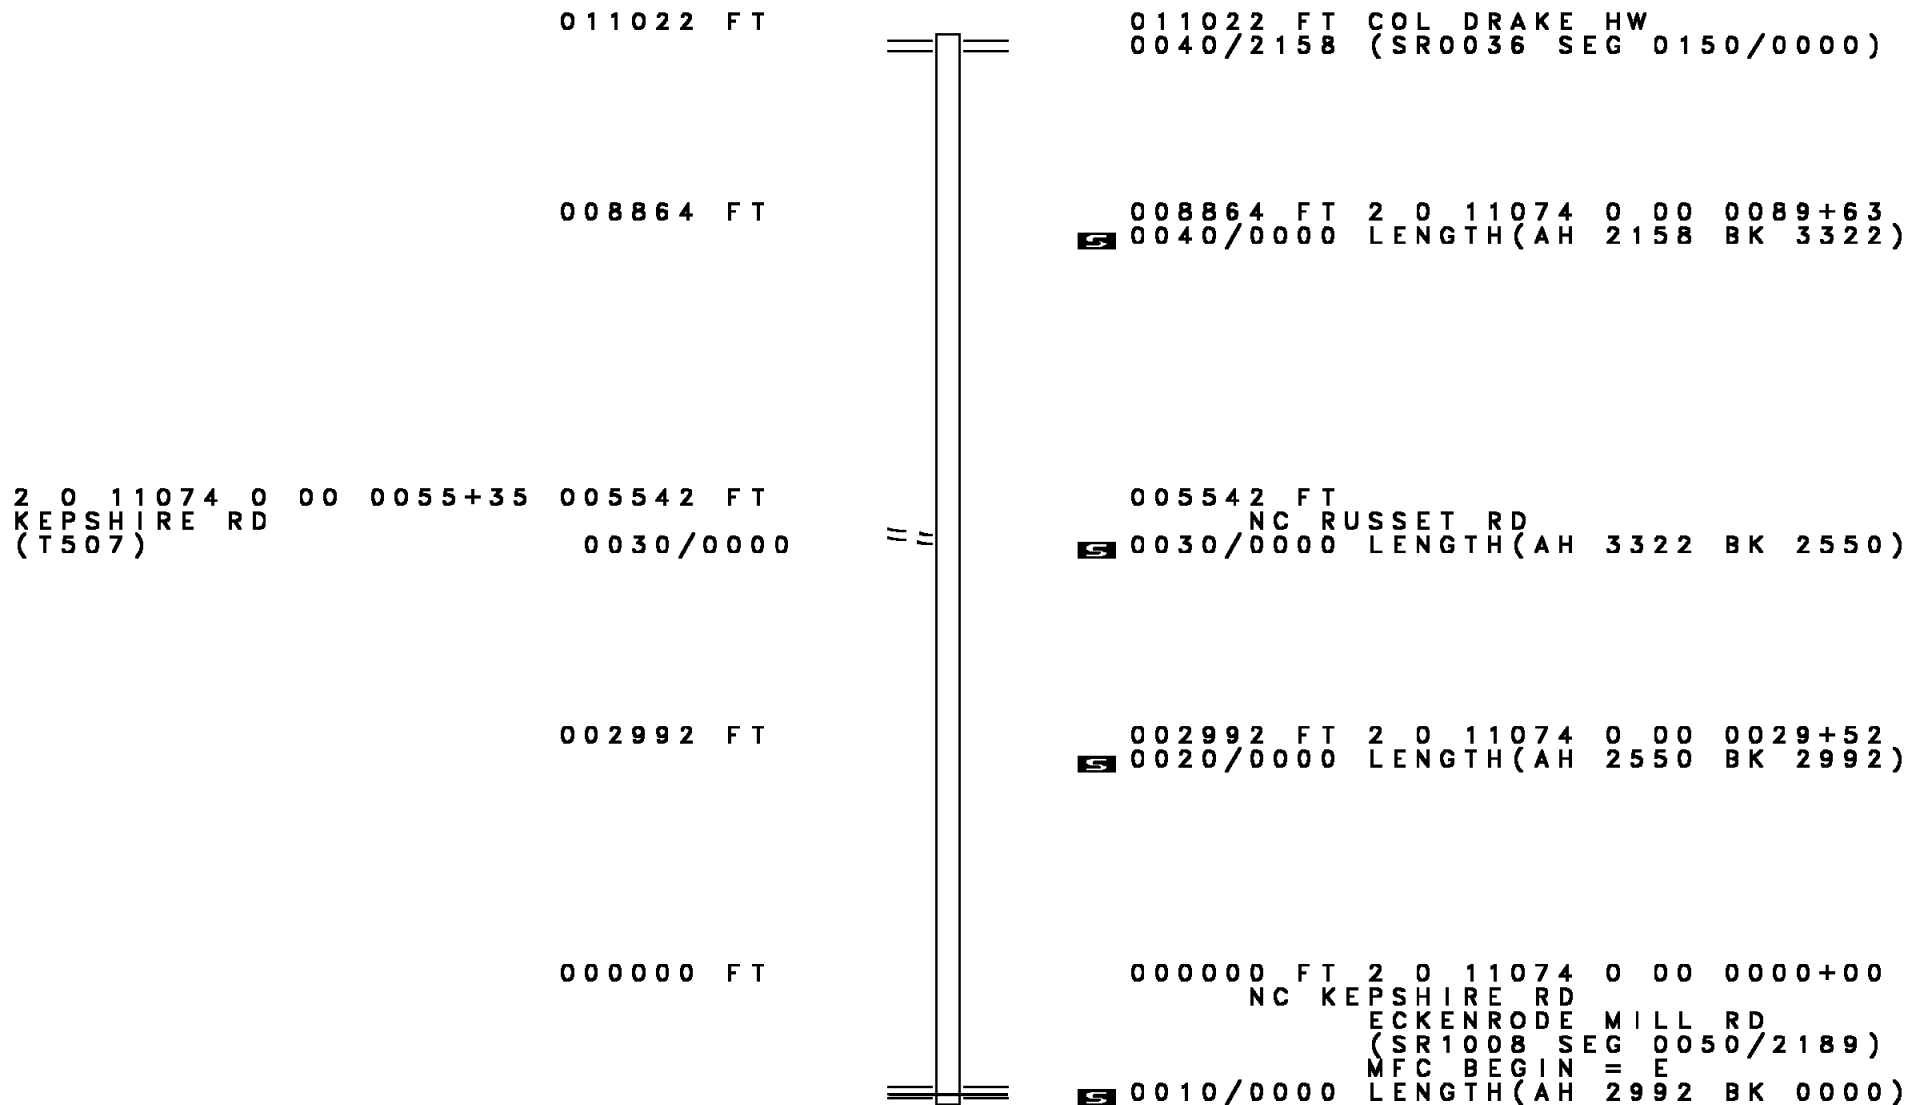 011022 FT 011022 FT COL DRAKE HW
0040/2158 (SR0036 SEG 0150/0000)
008864 FT 008864 FT 2 0 11074 0 00 0089+63
S 0040/0000 LENGTH(AH 2158 BK 3322)
2 0 11074 0 00 0055+35 005542 FT 005542 FT
KEPSHIRE RD NC RUSSET RD
(T507) 0030/0000 S 0030/0000 LENGTH(AH 3322 BK 2550)
002992 FT 002992 FT 2 0 11074 0 00 0029+52
S 0020/0000 LENGTH(AH 2550 BK 2992)
000000 FT 000000 FT 2 0 11074 0 00 0000+00
NC KEPSHIRE RD
ECKENRODE MILL RD
(SR1008 SEG 0050/2189)
MFC BEGIN = E
S 0010/0000 LENGTH(AH 2992 BK 0000)